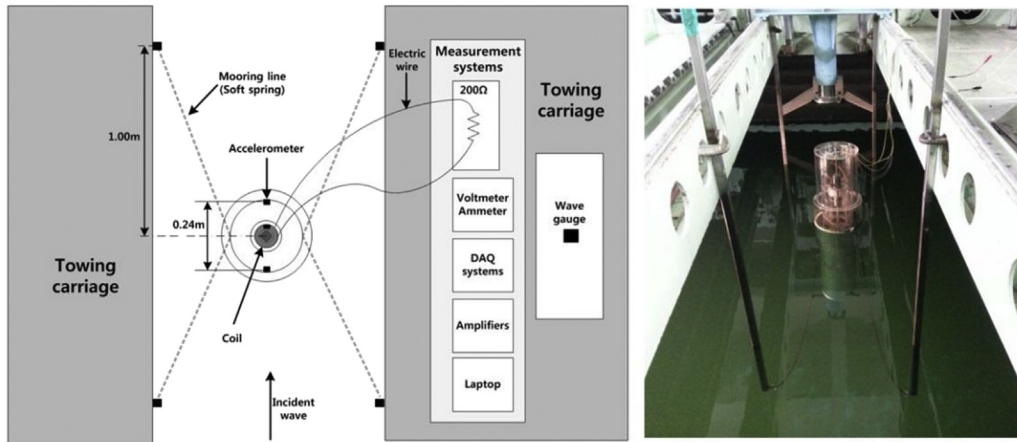 Mooring line
(Soft spring)
1.00m
Accelerometer
0.24m
Towing
carriage
Coil
Incident
wave
Electric
wire
Measurement
systems
200Ω
Voltmeter
Ammeter
DAQ
systems
Amplifiers
Laptop
Towing
carriage
Wave
gauge